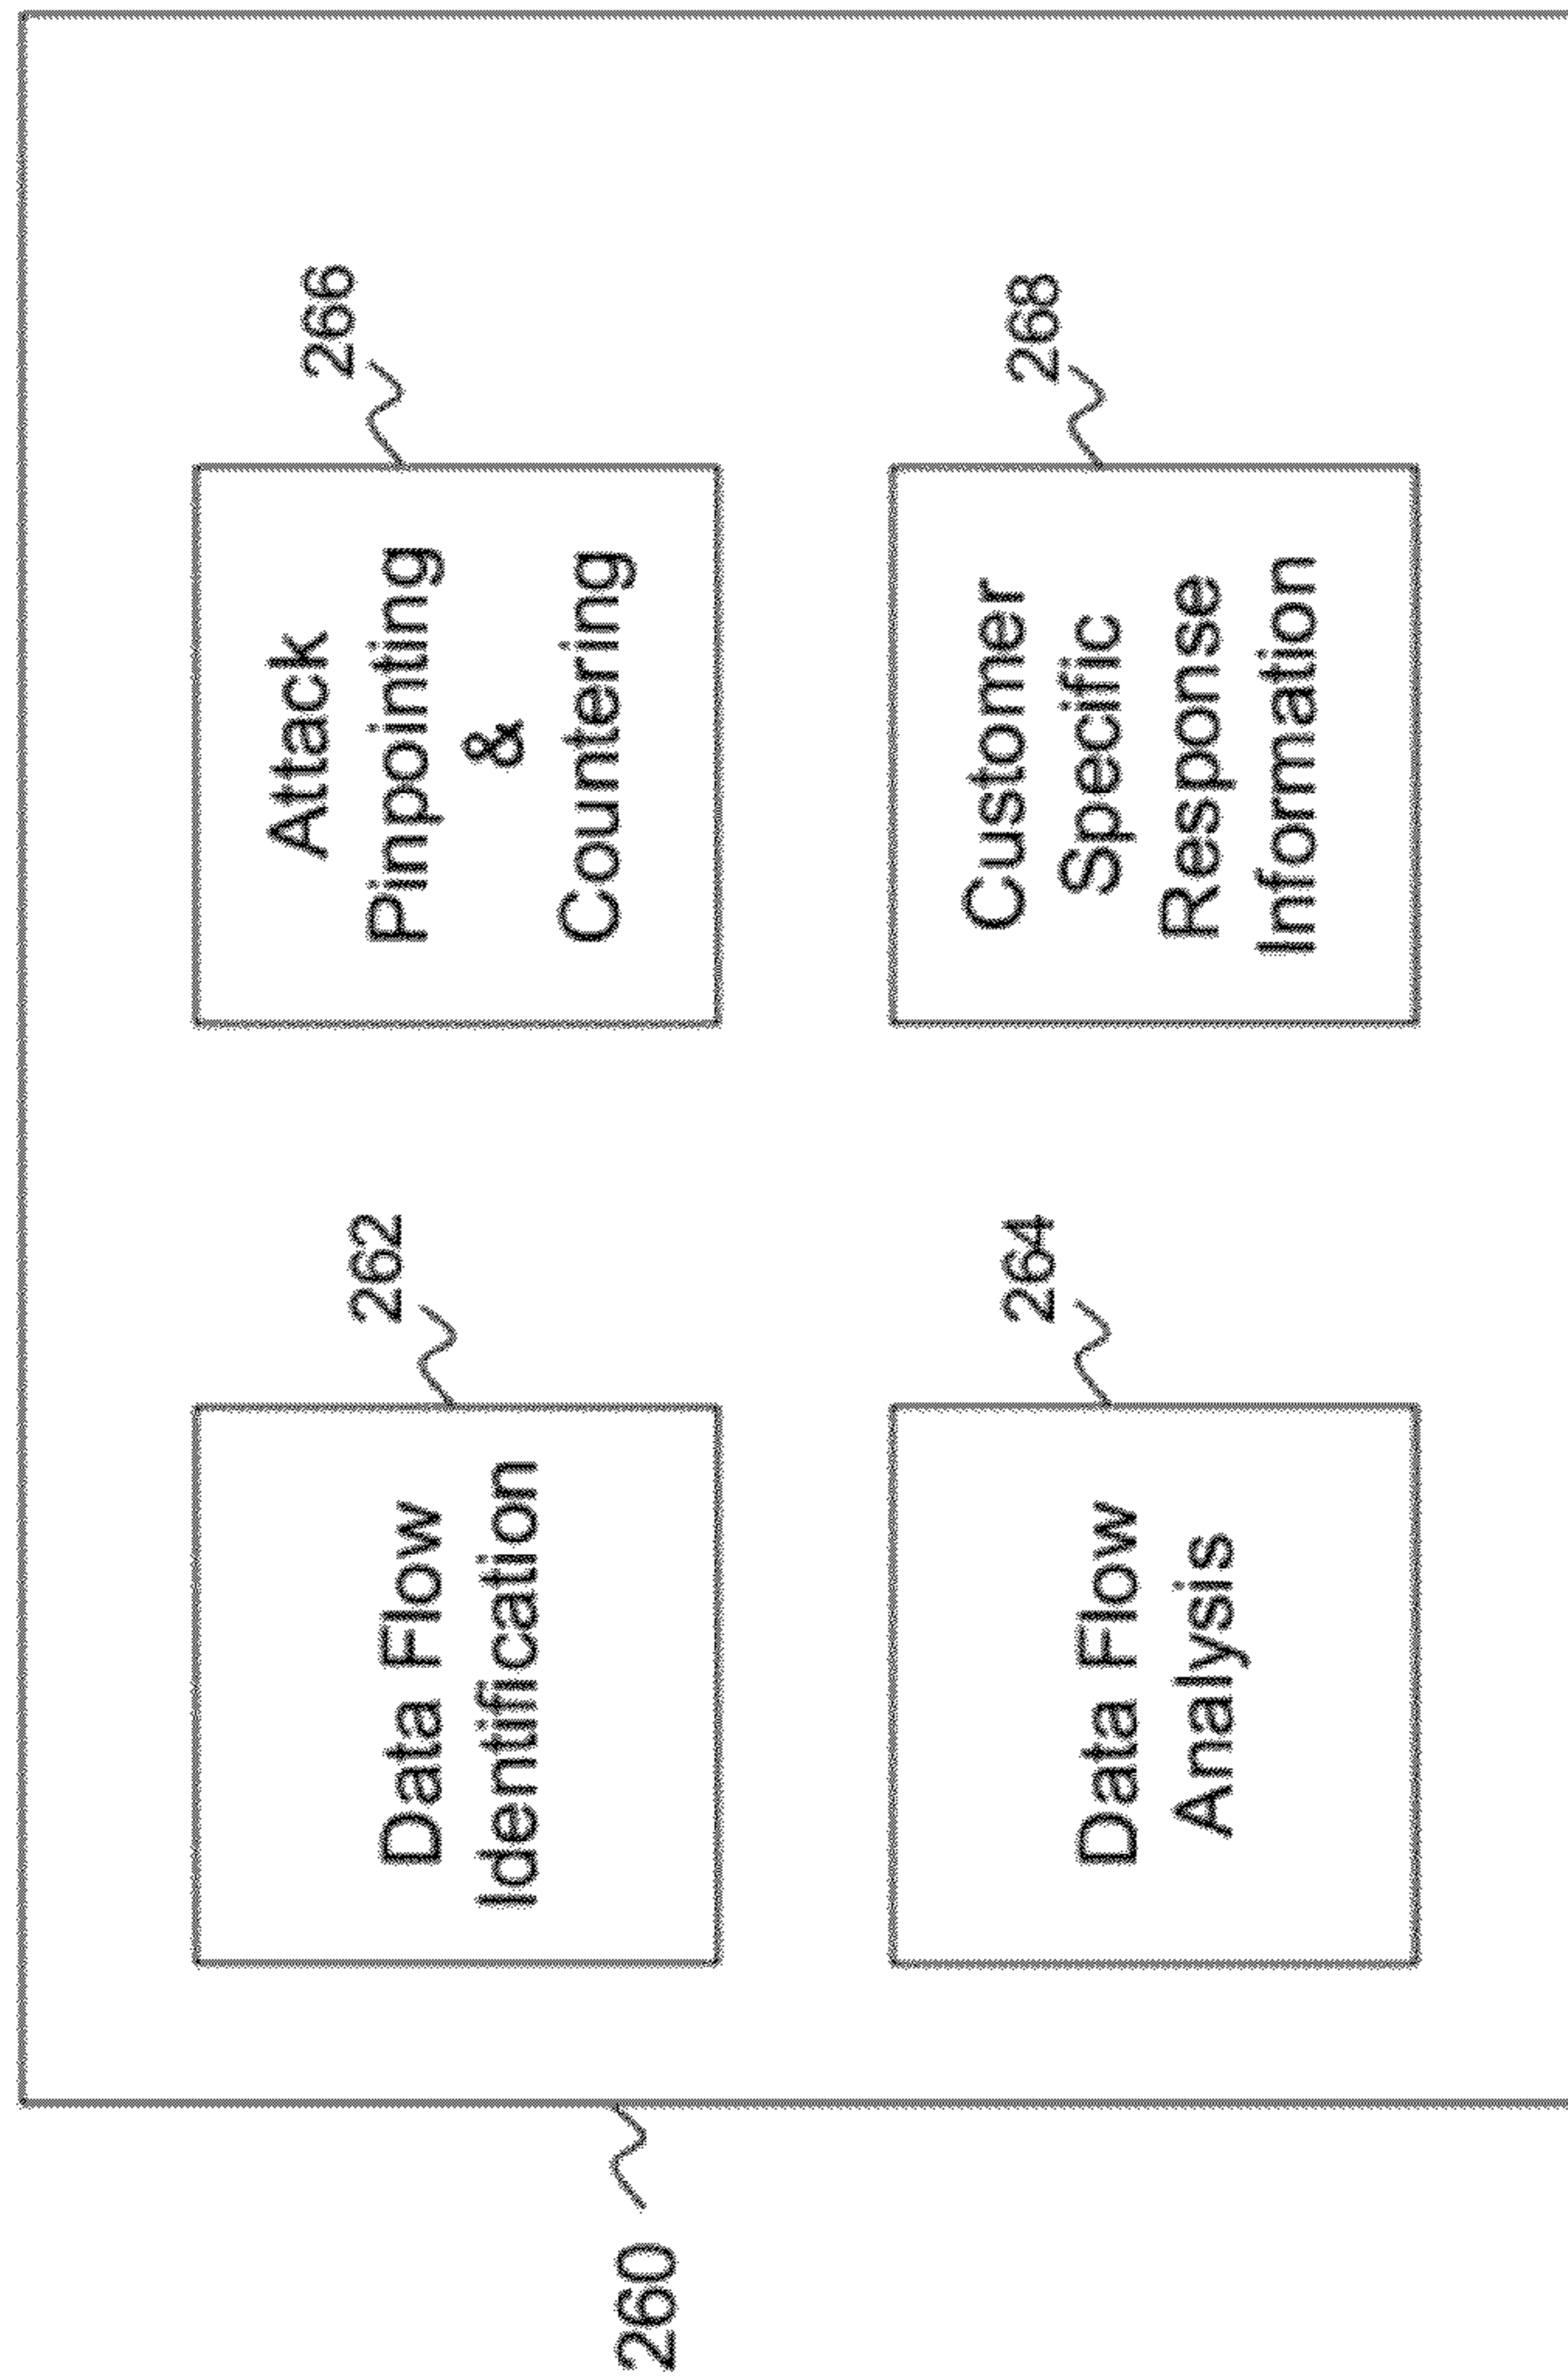 260
Data Flow
Identification
262
Attack
Pinpointing
&
Countering
266
Data Flow
Analysis
264
Customer
Specific
Response
Information
268